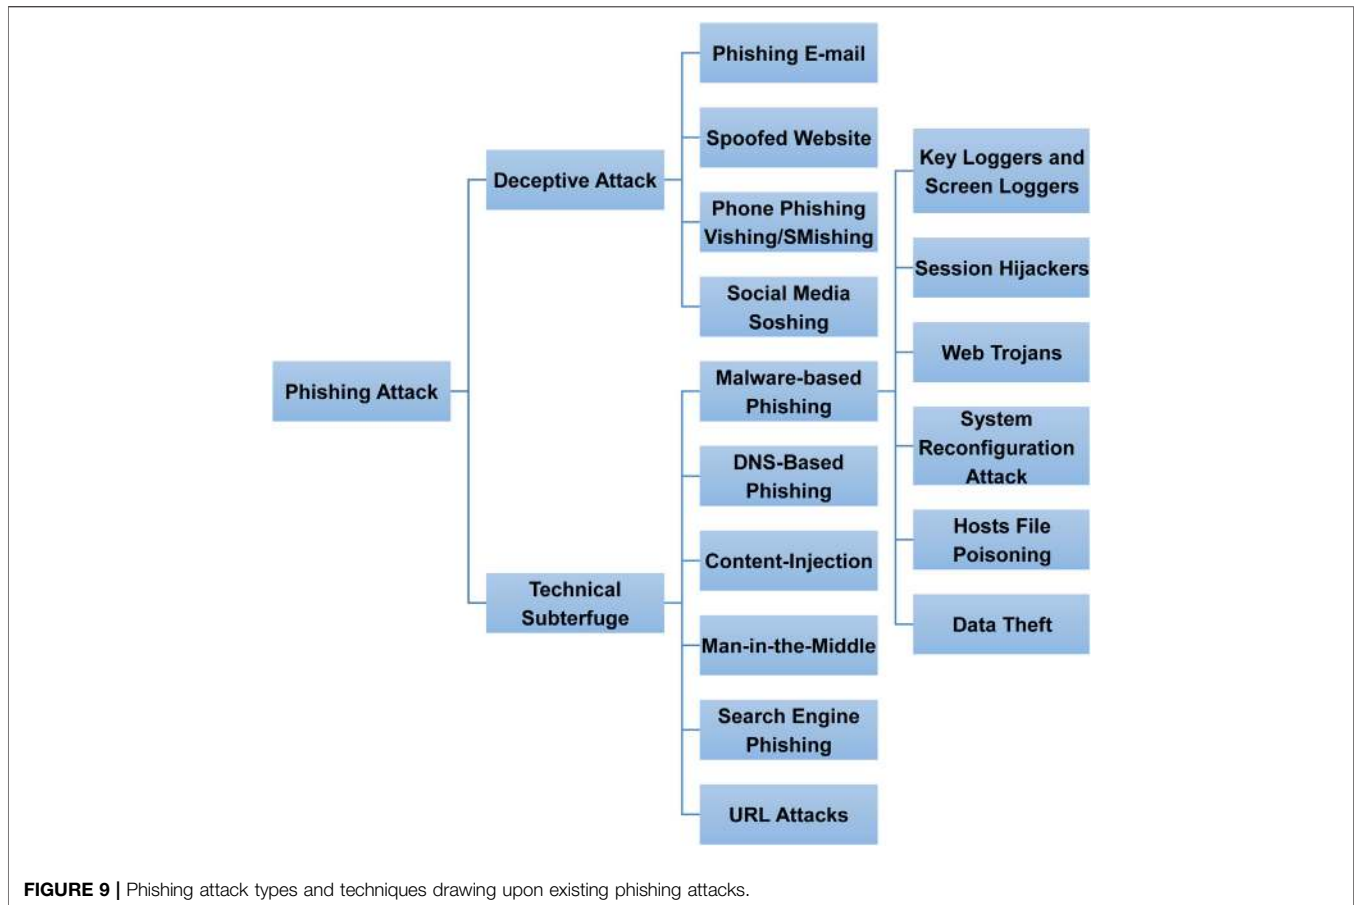 Phishing Attack
Deceptive Attack
Phishing E-mail
Spoofed Website
Phone Phishing
Vishing/SMishing
Social Media
Soshing
Technical
Subterfuge
Malware-based
Phishing
Key Loggers and
Screen Loggers
Session Hijackers
Web Trojans
System
Reconfiguration
Attack
Hosts File
Poisoning
Data Theft
DNS-Based
Phishing
Content-Injection
Man-in-the-Middle
Search Engine
Phishing
URL Attacks
FIGURE 9 | Phishing attack types and techniques drawing upon existing phishing attacks.